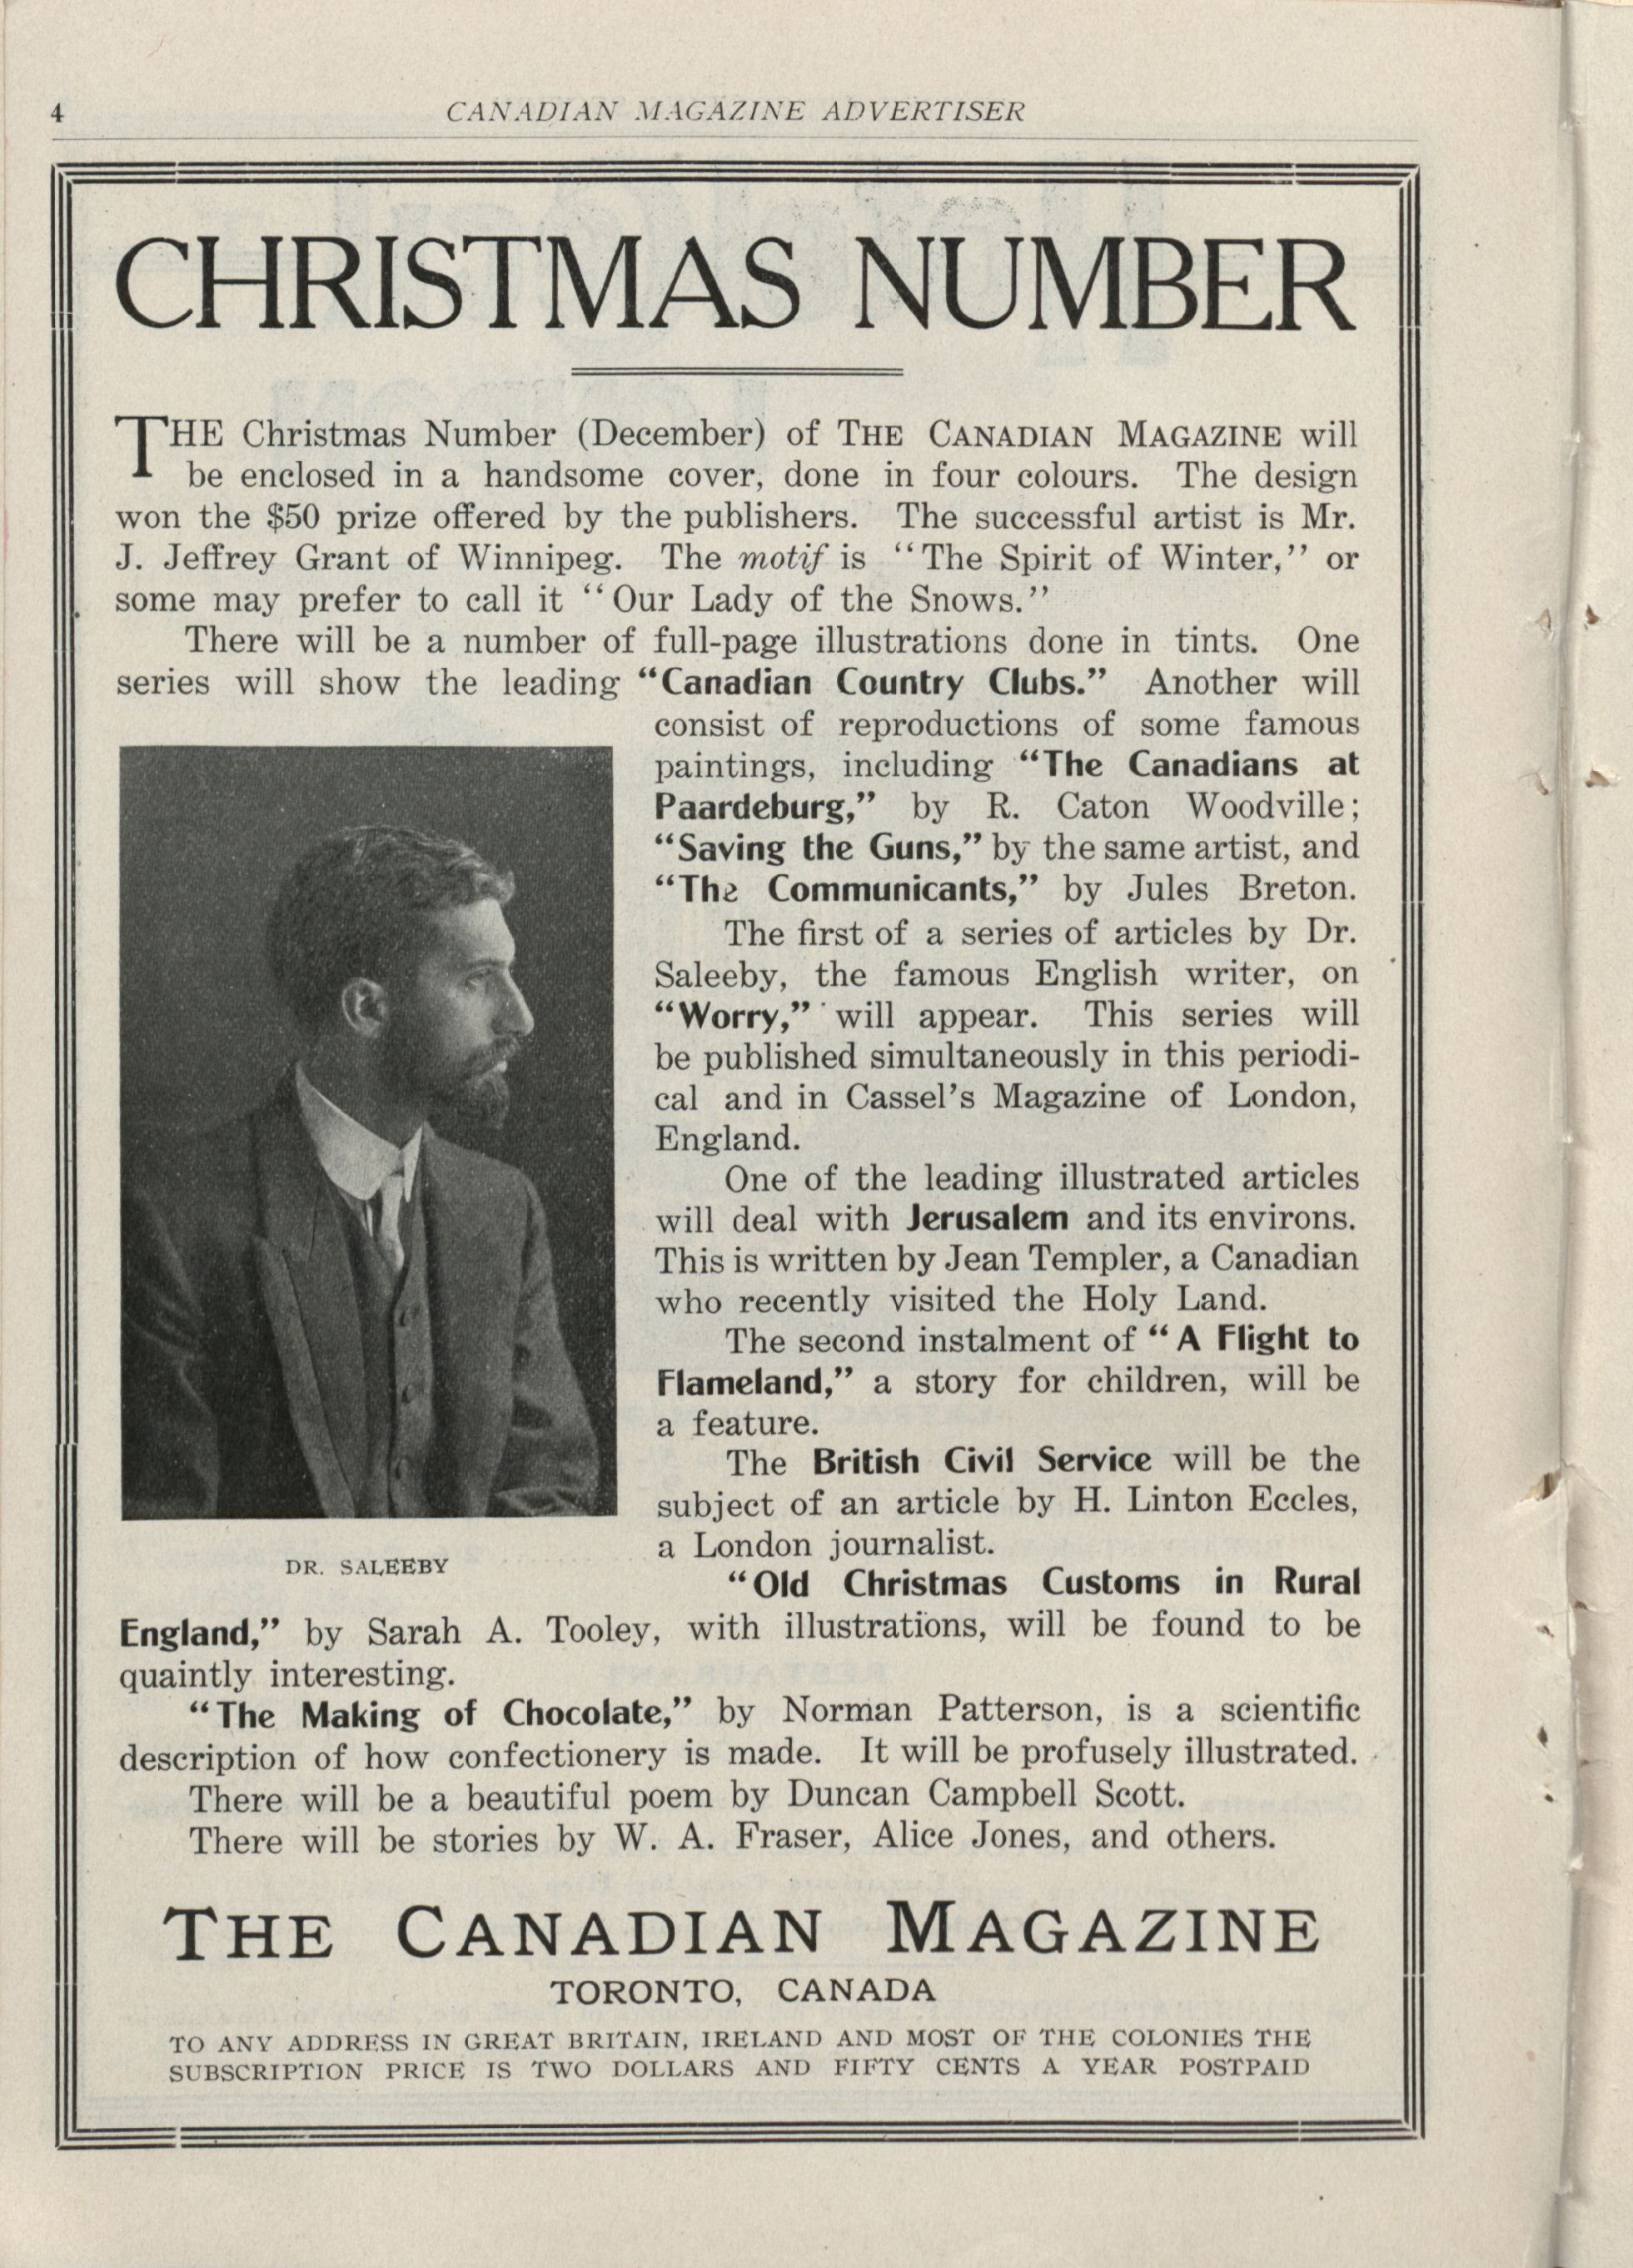 4
CANADIAN MAGAZINE ADVERTISER
CHRISTMAS NUMBER
THE Christmas Number (December) of THE CANADIAN MAGAZINE will
be enclosed in a handsome cover, done in four colours. The design
won the $50 prize offered by the publishers. The successful artist is Mr.
J. Jeffrey Grant of Winnipeg. The motif is “The Spirit of Winter,” or
some may prefer to call it “Our Lady of the Snows.”
There will be a number of full-page illustrations done in tints. One
series will show the leading “Canadian Country Clubs.” Another will
consist of reproductions of some famous
paintings, including “The Canadians at
Paardeburg,” by R. Caton Woodville;
“Saving the Guns,” by the same artist, and
“The Communicants,” by Jules Breton.
The first of a series of articles by Dr.
Saleeby, the famous English writer, on
“Worry,” will appear. This series will
be published simultaneously in this periodi-
cal and in Cassel’s Magazine of London,
England.
One of the leading illustrated articles
will deal with Jerusalem and its environs.
This is written by Jean Templer, a Canadian
who recently visited the Holy Land.
The second instalment of “A Flight to
Flameland,” a story for children, will be
a feature.
The British Civil Service will be the
subject of an article by H. Linton Eccles,
a London journalist.
DR. SALEEBY
“Old Christmas Customs in Rural
England,” by Sarah A. Tooley, with illustrations, will be found to be
quaintly interesting.
“The Making of Chocolate,” by Norman Patterson, is a scientific
description of how confectionery is made. It will be profusely illustrated.
There will be a beautiful poem by Duncan Campbell Scott.
There will be stories by W. A. Fraser, Alice Jones, and others.
THE CANADIAN MAGAZINE
TORONTO, CANADA
TO ANY ADDRESS IN GREAT BRITAIN, IRELAND AND MOST OF THE COLONIES THE
SUBSCRIPTION PRICE IS TWO DOLLARS AND FIFTY CENTS A YEAR POSTPAID